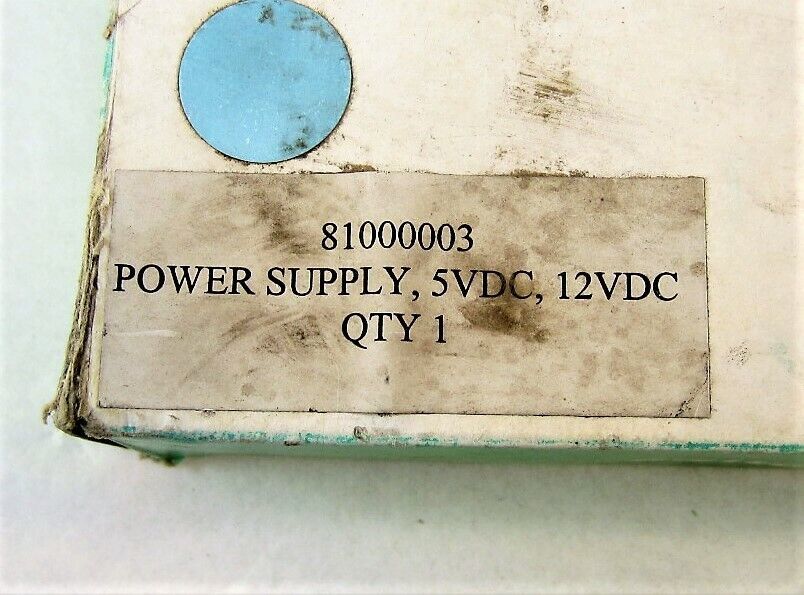 81000003
POWER SUPPLY, 5VDC, 12VDC
QTY 1